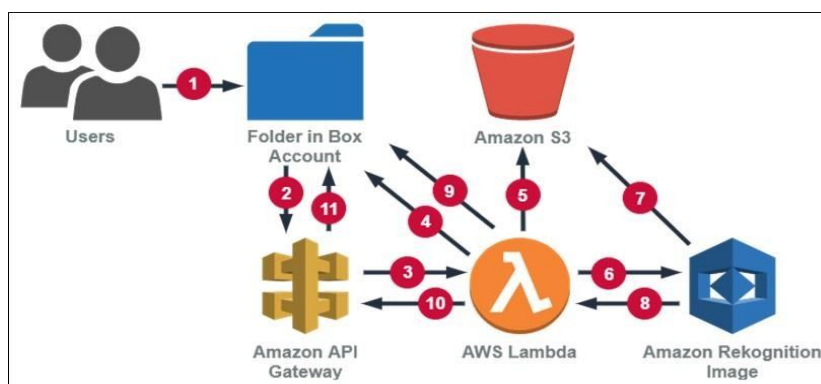 1
Users
Folder in Box
Account
Amazon S3
2
11
9
4
5
7
3
10
6
8
Amazon API
Gateway
AWS Lambda
Amazon Rekognition
Image